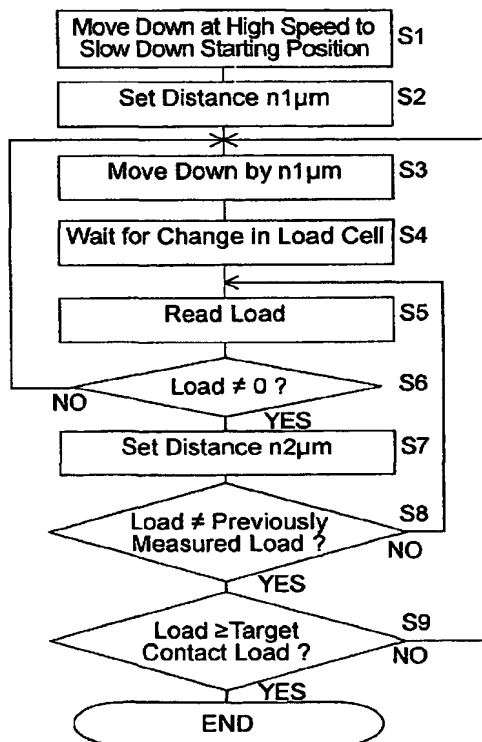 Move Down at High Speed to
Slow Down Starting Position
S1
Set Distance n1µm
S2
Move Down by n1µm
S3
Wait for Change in Load Cell
S4
Read Load
S5
Load ≠ 0 ?
S6
NO
YES
Set Distance n2µm
S7
Load ≠ Previously
Measured Load ?
S8
NO
YES
Load ≥Target
Contact Load ?
S9
NO
YES
END